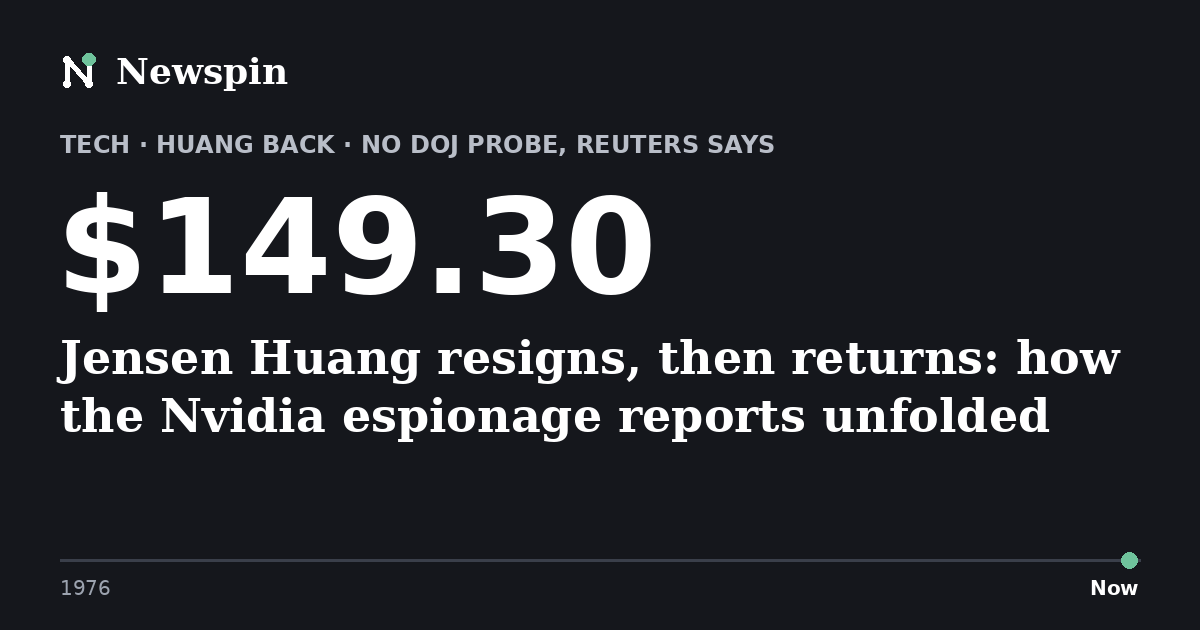 Newspin
TECH · HUANG BACK · NO DOJ PROBE, REUTERS SAYS
$149.30
Jensen Huang resigns, then returns: how
the Nvidia espionage reports unfolded
1976
Now